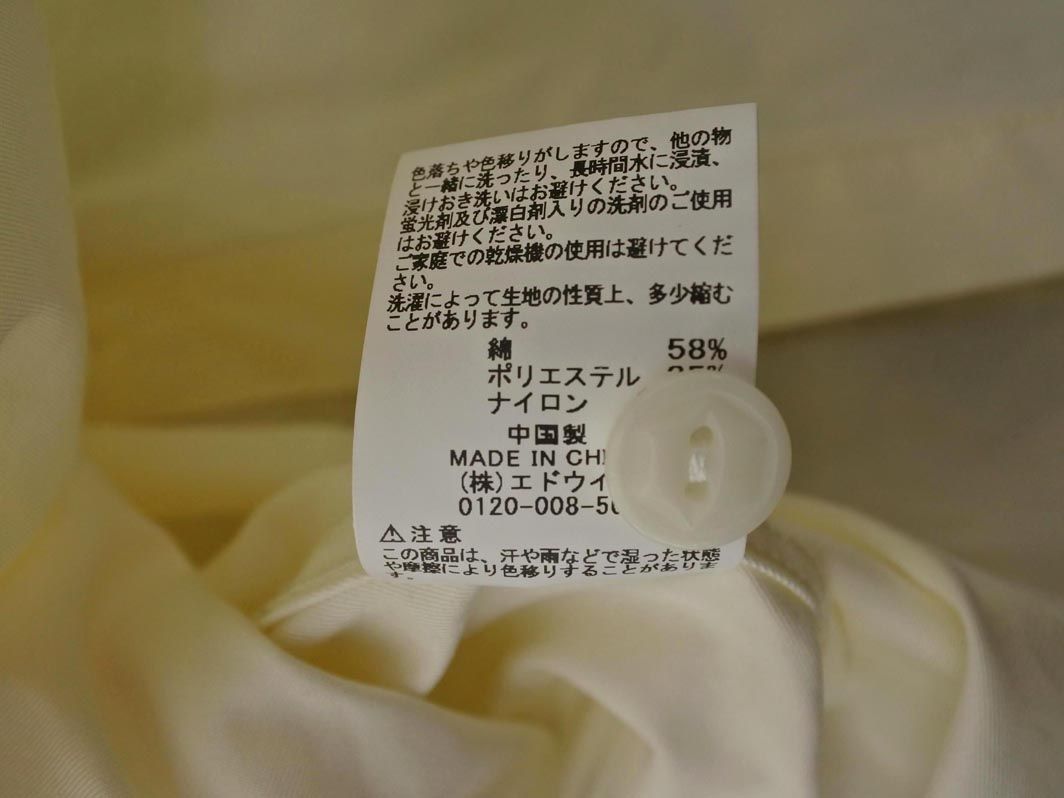 色落ちや色移りがしますので、他の物
と一緒に洗ったり、長時間水に浸漬、
浸けおき洗いはお避けください。
蛍光剤及び漂白剤入りの洗剤のご使用
はお避けください。
ご家庭での乾燥機の使用は避けてくだ
さい。
洗濯によって生地の性質上、多少縮む
ことがあります。
綿 58%
ポリエステル
ナイロン
中国製
MADE IN
(株)エドウイ
0120-008-5
⚠注意
この商品は、汗や雨などで湿った状態
や摩擦により色移りすることがありま
す。